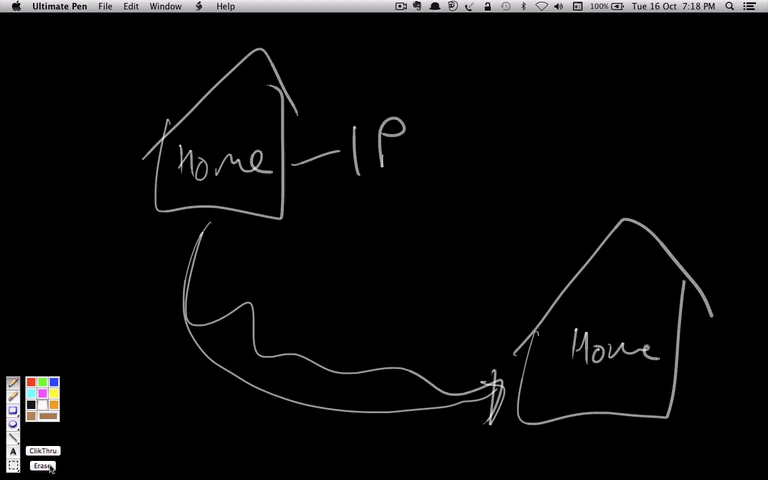 Ultimate Pen File Edit Window Help 100% Tue 16 Oct 7:18 PM
Home – IP
Home
A
ClikThru
Erase